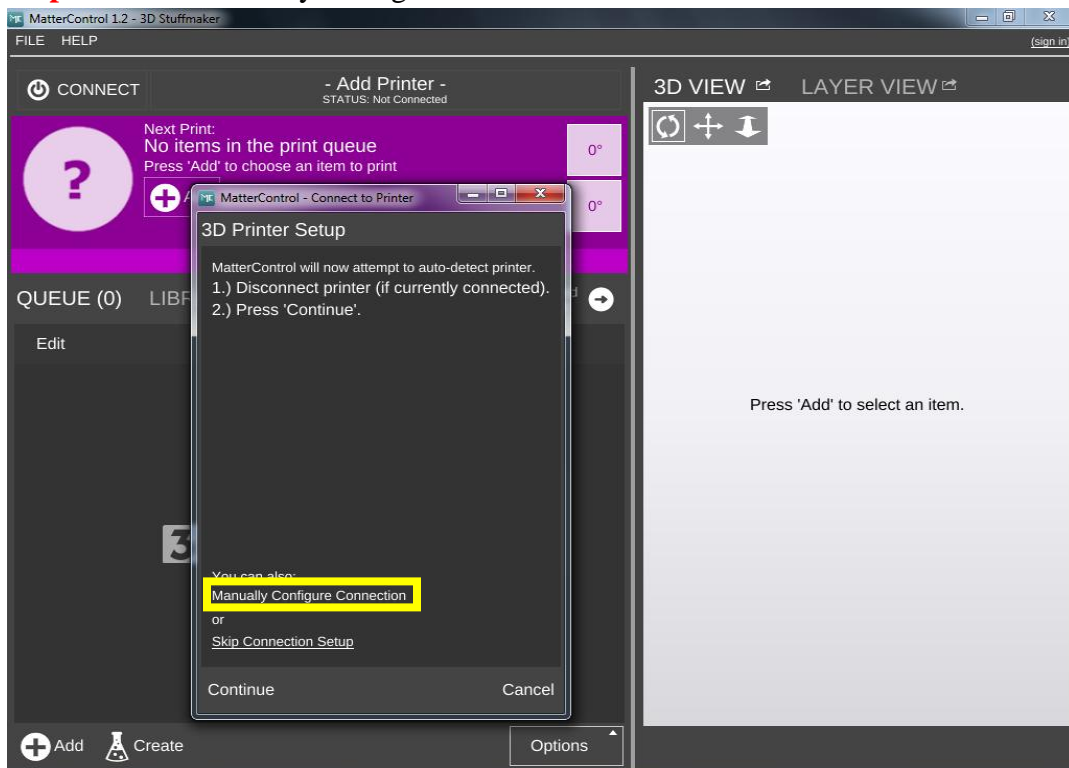 MatterControl 1.2 - 3D Stuffmaker
FILE HELP
(sign in)
CONNECT
- Add Printer -
STATUS: Not Connected
3D VIEW LAYER VIEW
Next Print:
No items in the print queue
Press 'Add' to choose an item to print
0°
0°
MatterControl - Connect to Printer
3D Printer Setup
MatterControl will now attempt to auto-detect printer.
1.) Disconnect printer (if currently connected).
2.) Press 'Continue'.
QUEUE (0)
Edit
Press 'Add' to select an item.
You can also:
Manually Configure Connection
or
Skip Connection Setup
Continue Cancel
Add Create Options